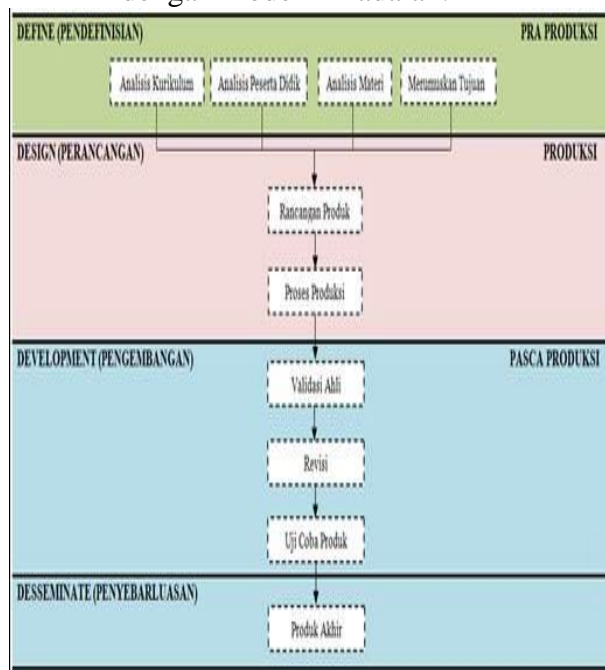 DEFINE (PENDEFINISIAN) PRA PRODUKSI
Analisis Kurikulum Analisis Peserta Didik Analisis Materi Merumuskan Tujuan
DESIGN (PERANCANGAN) PRODUKSI
Rancangan Produk
Proses Produksi
DEVELOPMENT (PENGEMBANGAN) PASCA PRODUKSI
Validasi Ahli
Revisi
Uji Coba Produk
DESSEMINATE (PENYEBARLUASAN)
Produk Akhir